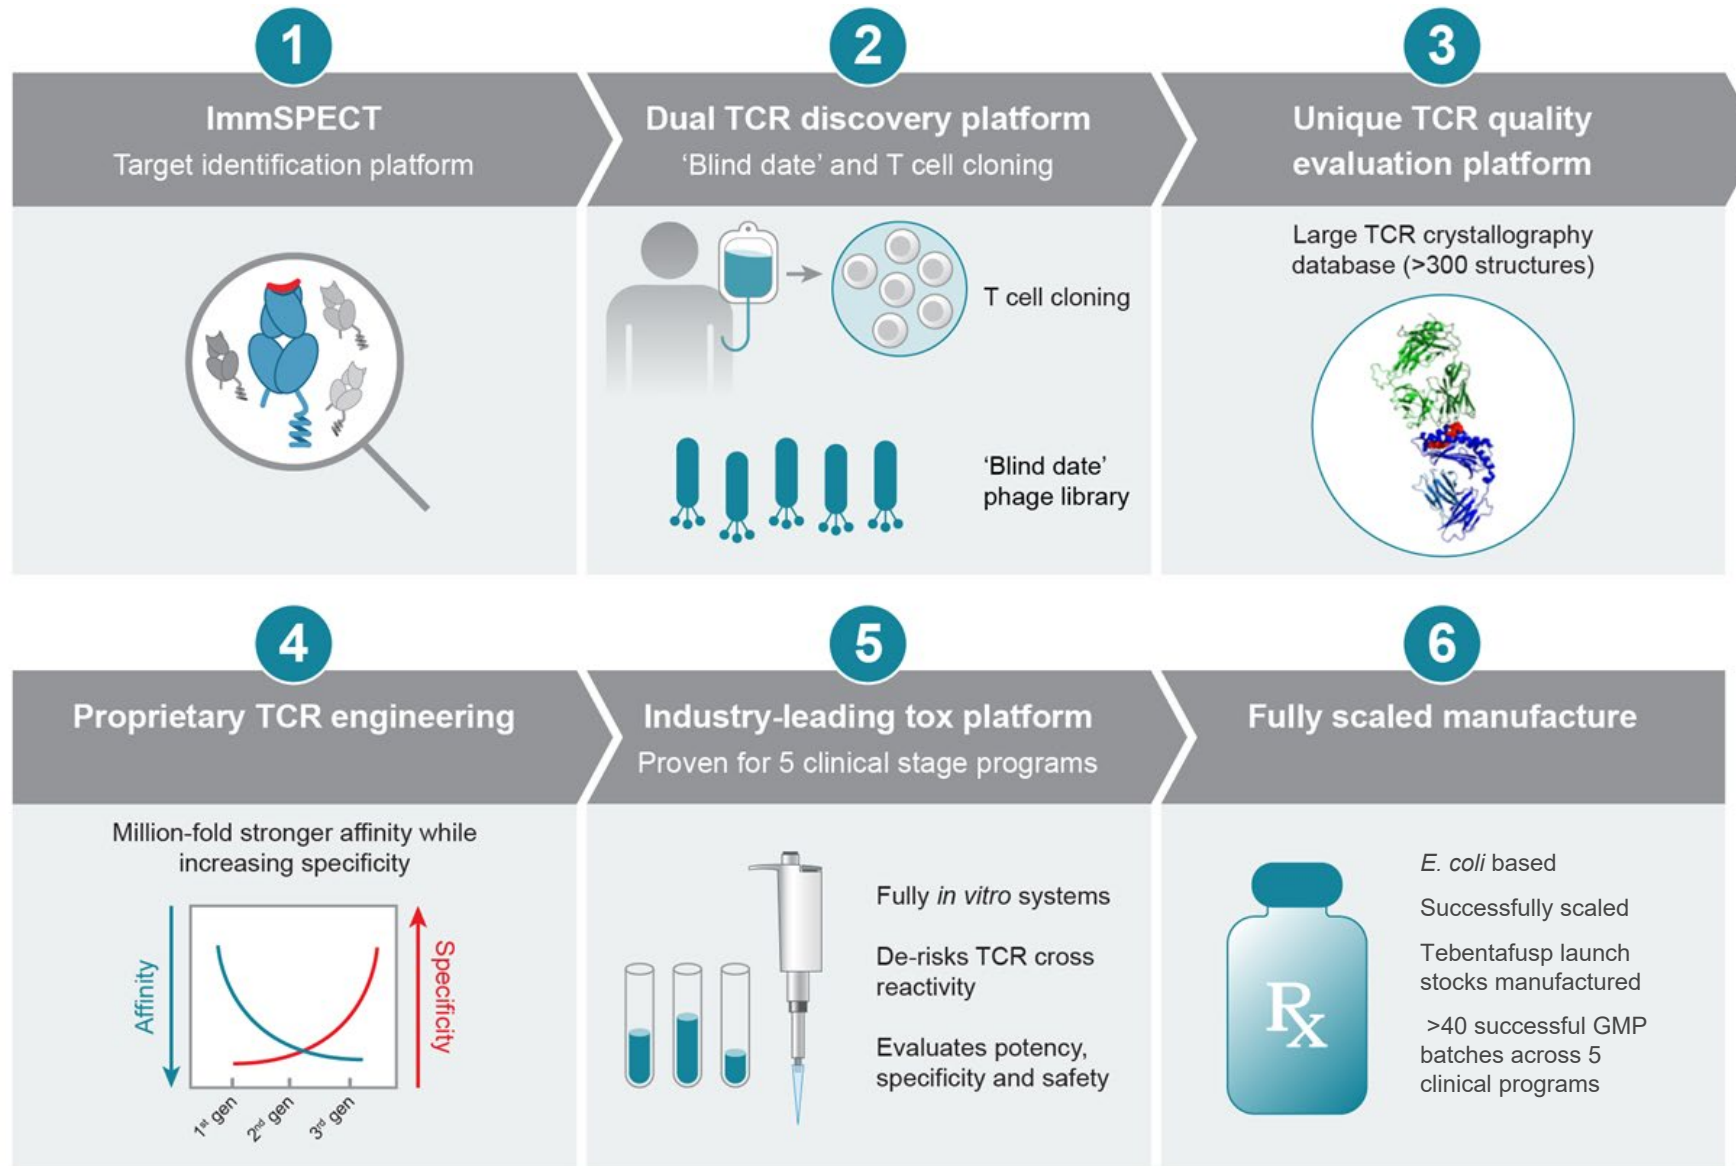 1
ImmSPECT
Target identification platform
2
Dual TCR discovery platform
‘Blind date’ and T cell cloning
T cell cloning
‘Blind date’
phage library
3
Unique TCR quality
evaluation platform
Large TCR crystallography
database (>300 structures)
4
Proprietary TCR engineering
Million-fold stronger affinity while
increasing specificity
Affinity
Specificity
1st gen
2nd gen
3rd gen
5
Industry-leading tox platform
Proven for 5 clinical stage programs
Fully in vitro systems
De-risks TCR cross
reactivity
Evaluates potency,
specificity and safety
6
Fully scaled manufacture
Rx
E. coli based
Successfully scaled
Tebentafusp launch
stocks manufactured
>40 successful GMP
batches across 5
clinical programs